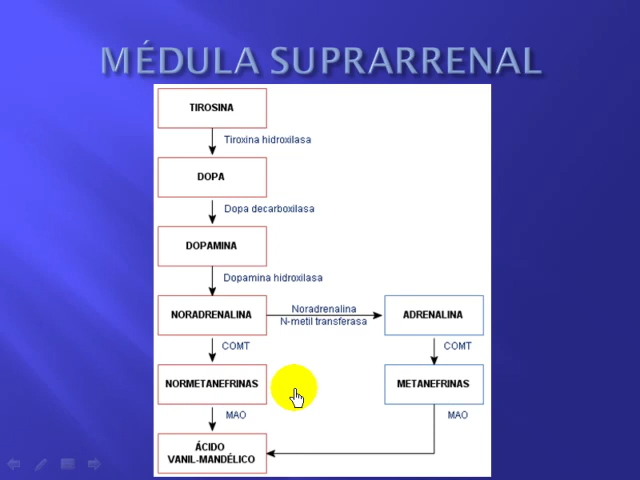 MÉDULA SUPRARRENAL
TIROSINA
Tiroxina hidroxilasa
DOPA
Dopa decarboxilasa
DOPAMINA
Dopamina hidroxilasa
NORADRENALINA
Noradrenalina
N-metil transferasa
ADRENALINA
COMT
COMT
NORMETANEFRINAS
METANEFRINAS
MAO
MAO
ÁCIDO
VANIL-MANDÉLICO